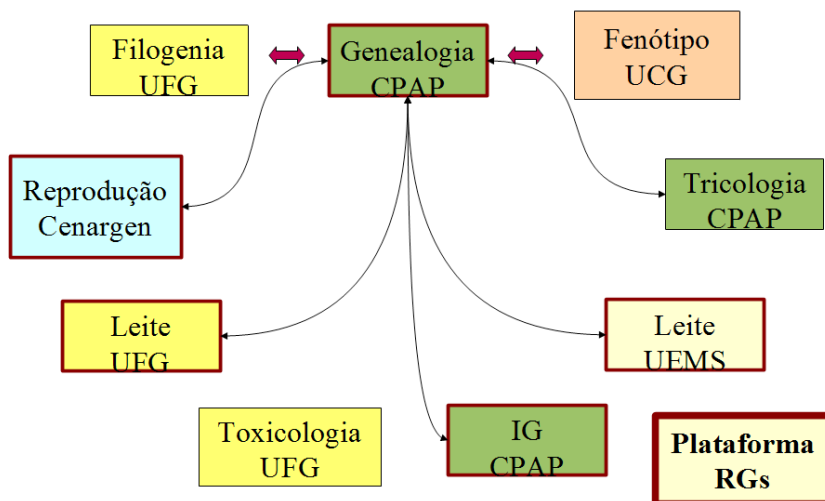 Filogenia
UFG
Genealogia
CPAP
Fenótipo
UCG
Reprodução
Cenargen
Tricologia
CPAP
Leite
UFG
Leite
UEMS
Toxicologia
UFG
IG
CPAP
Plataforma
RGs